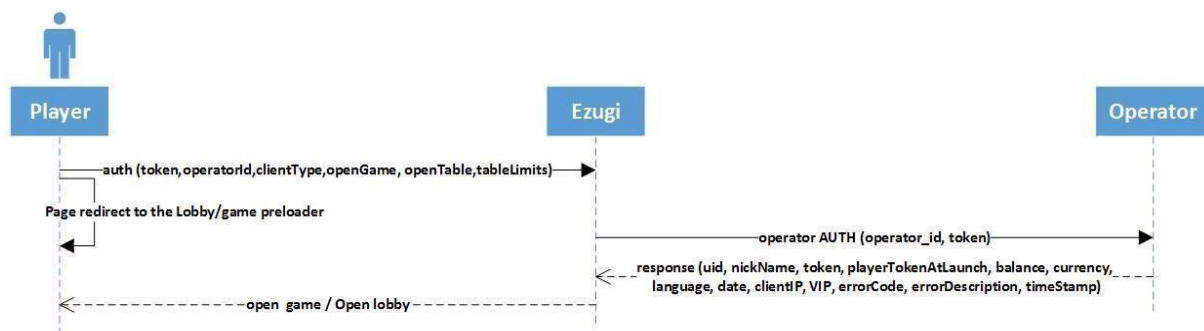 Player
Ezugi
Operator
auth (token,operatorId,clientType,openGame, openTable,tableLimits)
Page redirect to the Lobby/game preloader
operator AUTH (operator_id, token)
response (uid, nickName, token, playerTokenAtLaunch, balance, currency,
language, date, clientIP, VIP, errorCode, errorDescription, timeStamp)
open game / Open lobby